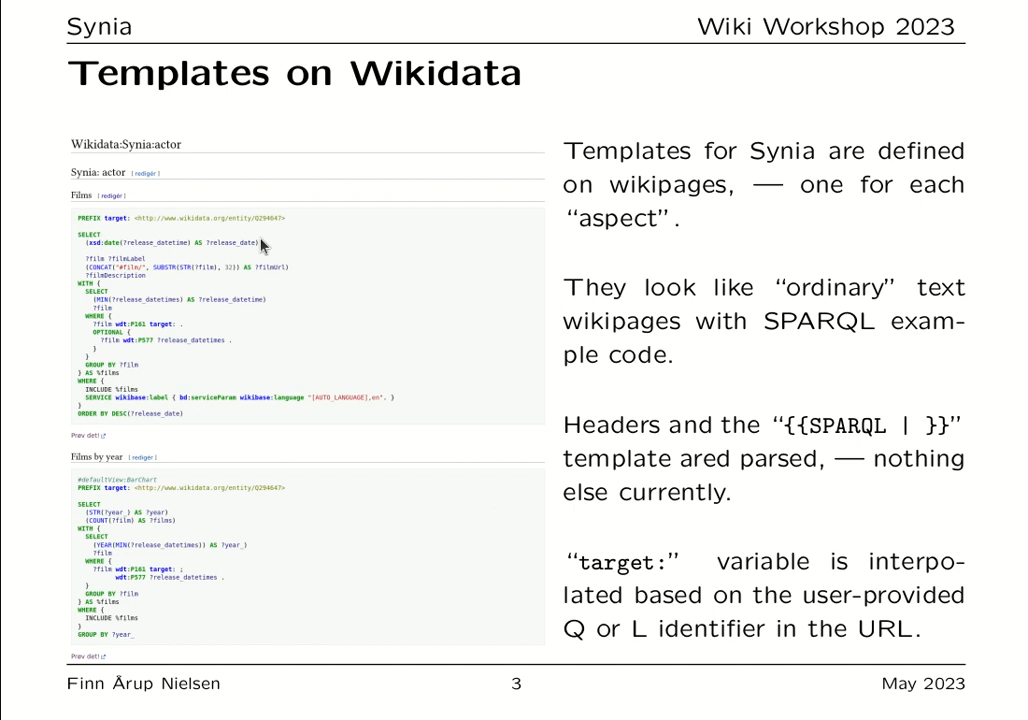 Synia
Wiki Workshop 2023
Templates on Wikidata
Wikidata:Synia:actor
Synia: actor [ redigér ]
Films [ redigér ]
PREFIX target: <http://www.wikidata.org/entity/Q294647>
SELECT
(xsd:date(?release_datetime) AS ?release_date)
?film ?filmLabel
(CONCAT("#film/", SUBSTR(STR(?film), 32)) AS ?filmUrl)
?filmDescription
WITH {
SELECT
(MIN(?release_datetimes) AS ?release_datetime)
?film
WHERE {
?film wdt:P161 target: .
OPTIONAL {
?film wdt:P577 ?release_datetimes .
}
}
GROUP BY ?film
} AS %films
WHERE {
INCLUDE %films
SERVICE wikibase:label { bd:serviceParam wikibase:language "[AUTO_LANGUAGE],en". }
}
ORDER BY DESC(?release_date)
Prøv det!
Films by year [ redigér ]
#defaultView:BarChart
PREFIX target: <http://www.wikidata.org/entity/Q294647>
SELECT
(STR(?year_) AS ?year)
(COUNT(?film) AS ?films)
WITH {
SELECT
(YEAR(MIN(?release_datetimes)) AS ?year_)
?film
WHERE {
?film wdt:P161 target: ;
wdt:P577 ?release_datetimes .
}
GROUP BY ?film
} AS %films
WHERE {
INCLUDE %films
}
GROUP BY ?year_
Prøv det!
Templates for Synia are defined
on wikipages, — one for each
“aspect”.
They look like “ordinary” text
wikipages with SPARQL exam-
ple code.
Headers and the “{{SPARQL | }}”
template ared parsed, — nothing
else currently.
“target:” variable is interpo-
lated based on the user-provided
Q or L identifier in the URL.
Finn Årup Nielsen
3
May 2023